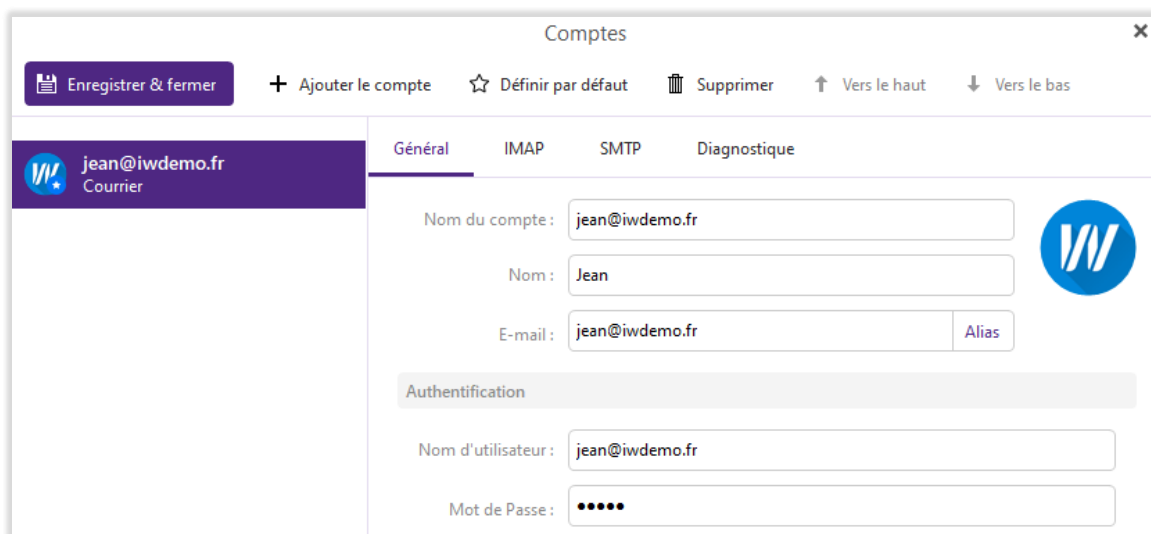 Comptes
Enregistrer & fermer Ajouter le compte Définir par défaut Supprimer Vers le haut Vers le bas
jean@iwdemo.fr
Courrier
Général IMAP SMTP Diagnostique
Nom du compte : jean@iwdemo.fr
Nom : Jean
E-mail : jean@iwdemo.fr Alias
Authentification
Nom d'utilisateur : jean@iwdemo.fr
Mot de Passe : •••••